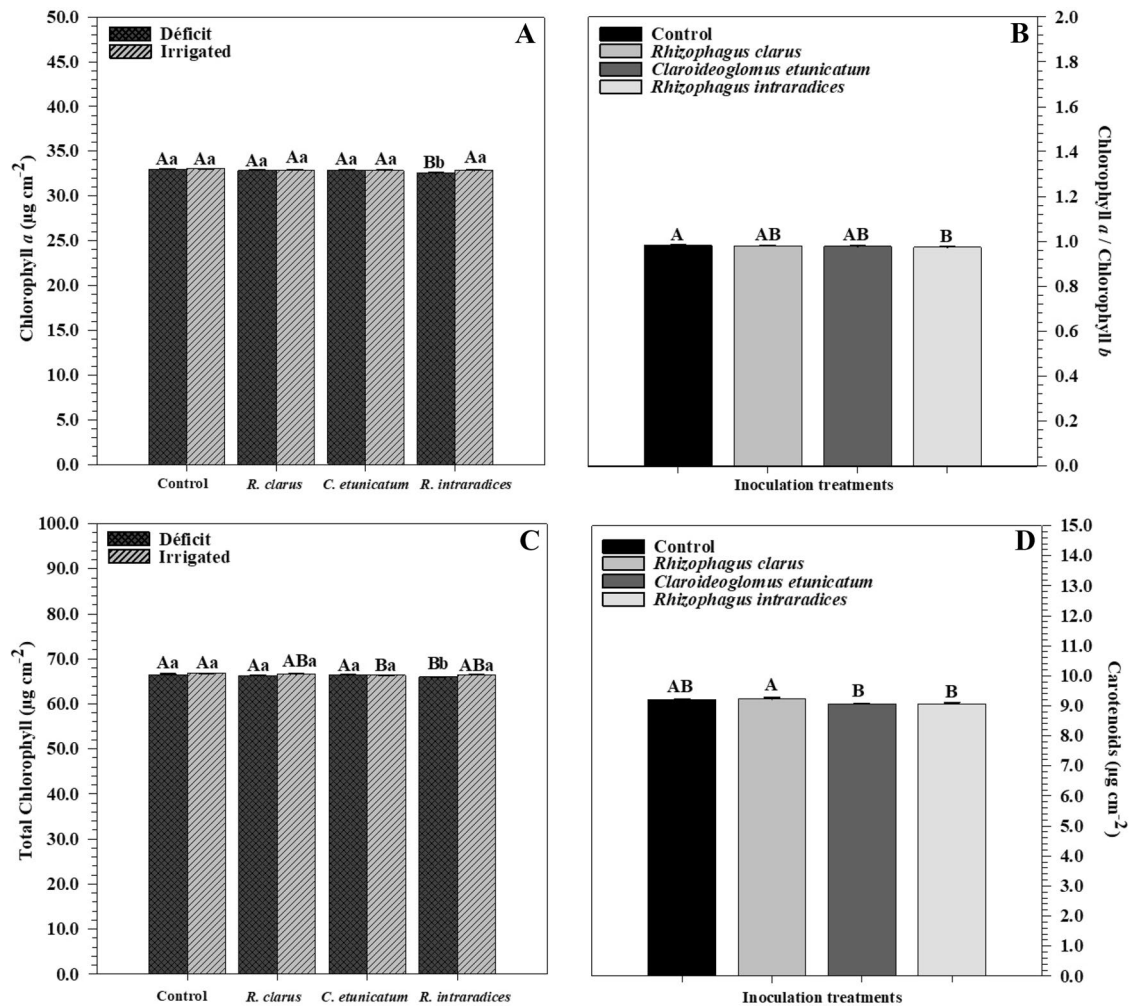 A
Déficit
Irrigated
50.0
45.0
40.0
35.0
30.0
25.0
20.0
15.0
10.0
5.0
0.0
Chlorophyll a (µg cm⁻²)
Aa Aa Aa Aa Aa Aa Bb Aa
Control R. clarus C. etunicatum R. intraradices
B
Control
Rhizophagus clarus
Claroideoglomus etunicatum
Rhizophagus intraradices
A AB AB B
2.0
1.8
1.6
1.4
1.2
1.0
0.8
0.6
0.4
0.2
0.0
Chlorophyll a / Chlorophyll b
Inoculation treatments
C
Déficit
Irrigated
100.0
90.0
80.0
70.0
60.0
50.0
40.0
30.0
20.0
10.0
0.0
Total Chlorophyll (µg cm⁻²)
Aa Aa Aa ABa Aa Ba Bb ABa
Control R. clarus C. etunicatum R. intraradices
D
Control
Rhizophagus clarus
Claroideoglomus etunicatum
Rhizophagus intraradices
AB A B B
15.0
14.0
13.0
12.0
11.0
10.0
9.0
8.0
7.0
6.0
5.0
4.0
3.0
2.0
1.0
0.0
Carotenoids (µg cm⁻²)
Inoculation treatments